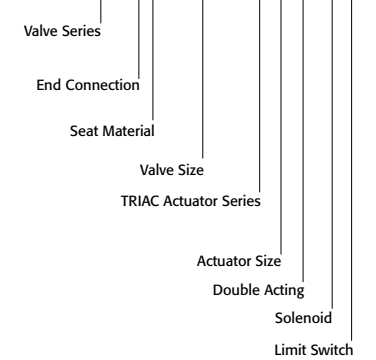 Valve Series
End Connection
Seat Material
Valve Size
TRIAC Actuator Series
Actuator Size
Double Acting
Solenoid
Limit Switch